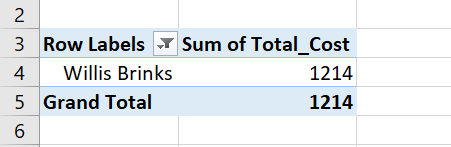 2
3 Row Labels Sum of Total_Cost
4 Willis Brinks 1214
5 Grand Total 1214
6